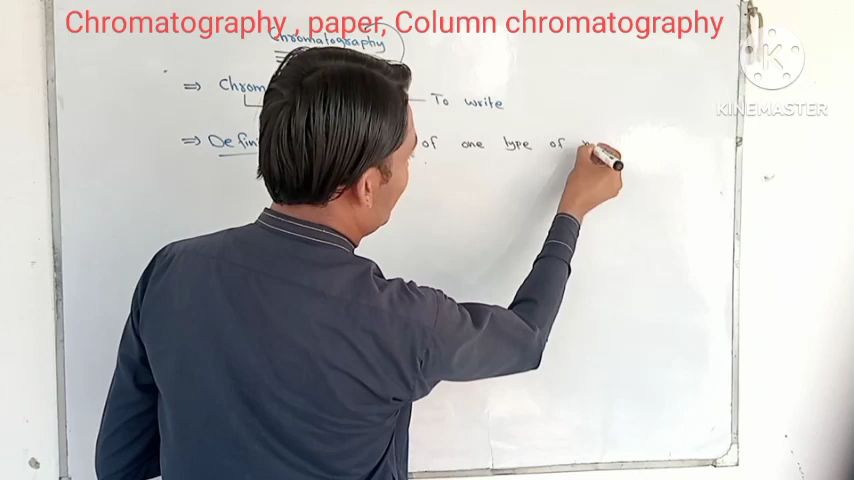 Chromatography , paper, Column chromatography
Chromatography
K
KINEMASTER
⇒ Chrom To write
⇒ Defin of one type of